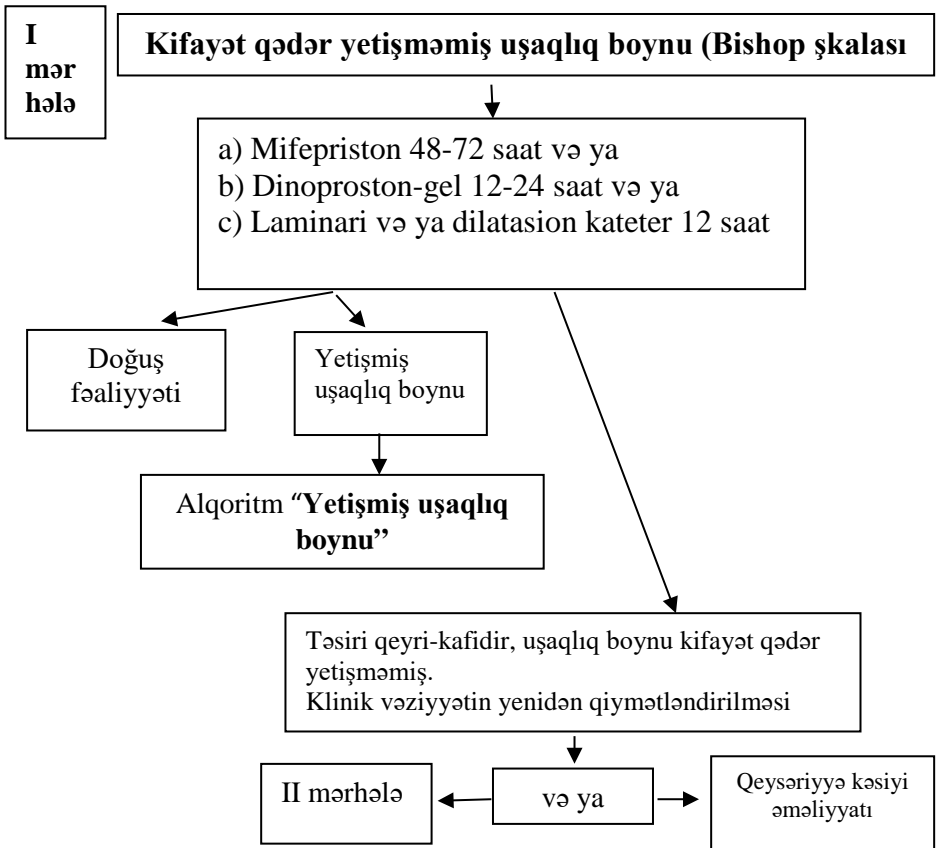 I
mər
hələ
Kifayət qədər yetişməmiş uşaqlıq boynu (Bishop şkalası
a) Mifepriston 48-72 saat və ya
b) Dinoproston-gel 12-24 saat və ya
c) Laminari və ya dilatasion kateter 12 saat
Doğuş
fəaliyyəti
Yetişmiş
uşaqlıq boynu
Alqoritm “Yetişmiş uşaqlıq
boynu”
Təsiri qeyri-kafidir, uşaqlıq boynu kifayət qədər
yetişməmiş.
Klinik vəziyyətin yenidən qiymətləndirilməsi
II mərhələ
və ya
Qeysəriyyə kəsiyi
əməliyyatı